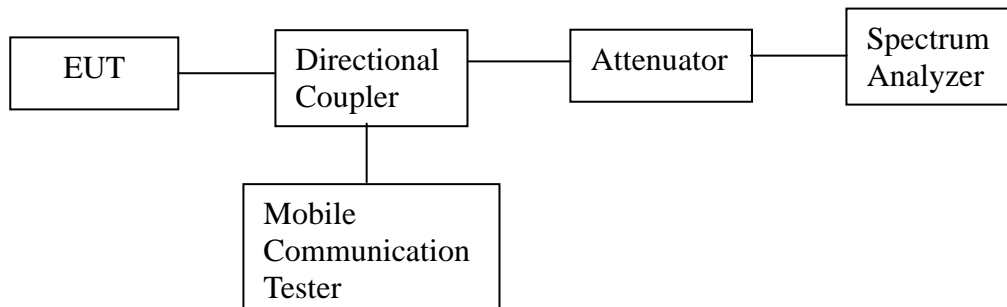 EUT
Directional
Coupler
Attenuator
Spectrum
Analyzer
Mobile
Communication
Tester